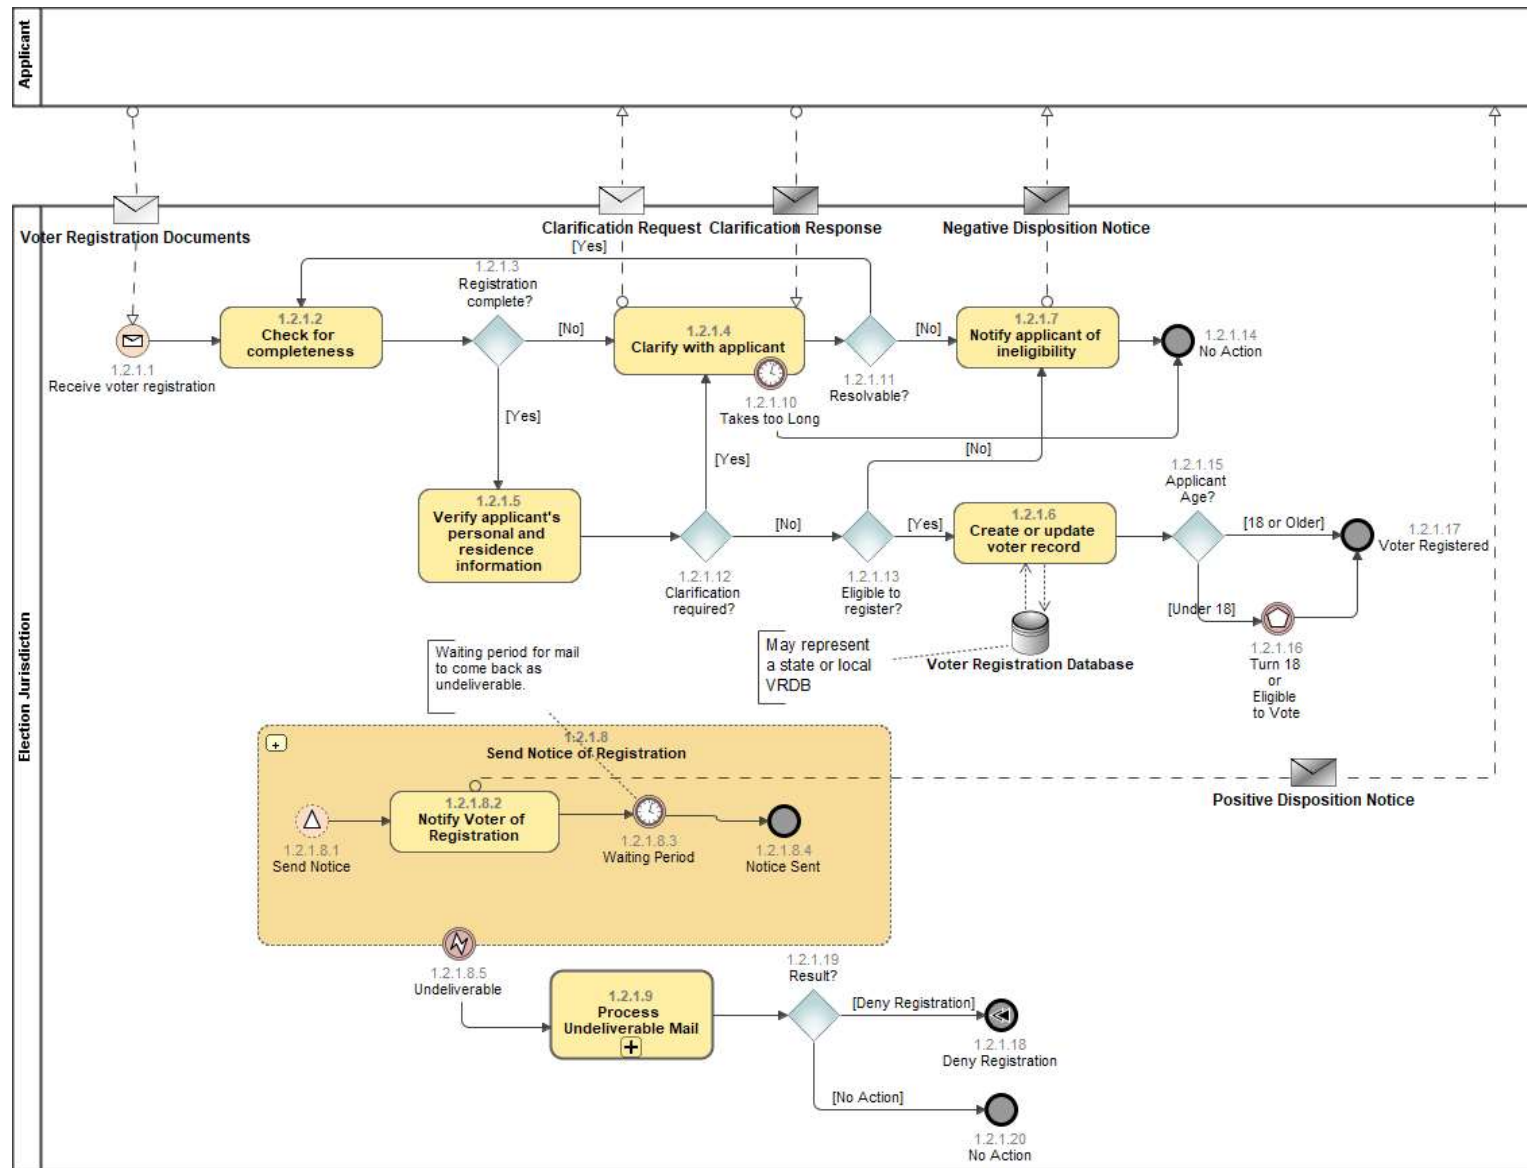 Applicant
Election Jurisdiction
Voter Registration Documents
Clarification Request
Clarification Response
Negative Disposition Notice
[Yes]
1.2.1.3
Registration
complete?
1.2.1.1
Receive voter registration
1.2.1.2
Check for
completeness
[No]
1.2.1.4
Clarify with applicant
1.2.1.10
Takes too Long
[No]
1.2.1.11
Resolvable?
1.2.1.7
Notify applicant of
ineligibility
1.2.1.14
No Action
[Yes]
[Yes]
[No]
1.2.1.5
Verify applicant's
personal and
residence
information
1.2.1.12
Clarification
required?
[No]
1.2.1.13
Eligible to
register?
[Yes]
1.2.1.6
Create or update
voter record
1.2.1.15
Applicant
Age?
[18 or Older]
1.2.1.17
Voter Registered
[Under 18]
1.2.1.16
Turn 18
or
Eligible
to Vote
Waiting period for mail
to come back as
undeliverable.
May represent
a state or local
VRDB
Voter Registration Database
1.2.1.8
Send Notice of Registration
1.2.1.8.1
Send Notice
1.2.1.8.2
Notify Voter of
Registration
1.2.1.8.3
Waiting Period
1.2.1.8.4
Notice Sent
Positive Disposition Notice
1.2.1.8.5
Undeliverable
1.2.1.9
Process
Undeliverable Mail
1.2.1.19
Result?
[Deny Registration]
1.2.1.18
Deny Registration
[No Action]
1.2.1.20
No Action